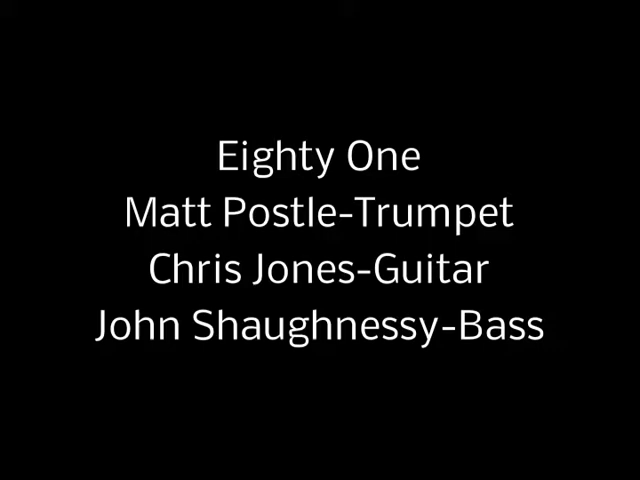 Eighty One
Matt Postle-Trumpet
Chris Jones-Guitar
John Shaughnessy-Bass